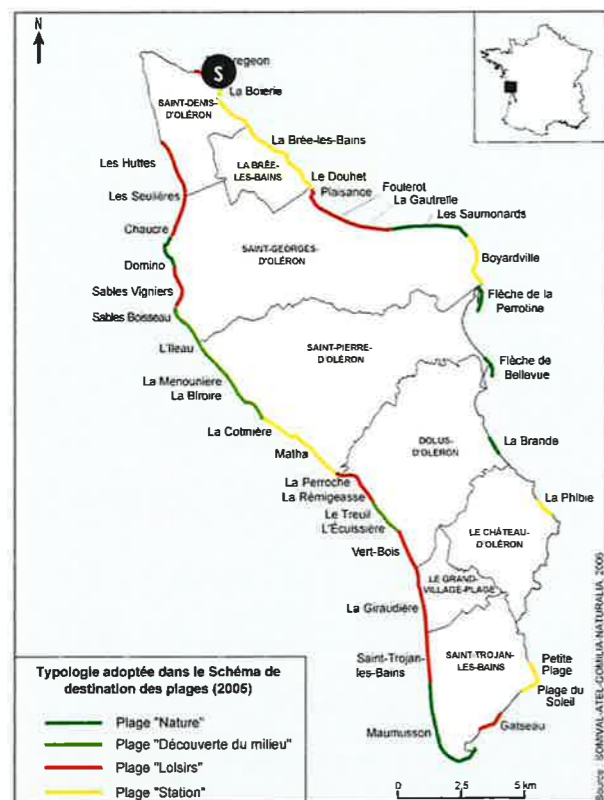 N
S
La Boierie
SAINT-DENIS-
D'OLÉRON
La Brée-les-Bains
LA BRÉE-
LES-BAINS
Les Huttes
Le Douhet
Plaisance
Foulerot
La Gautrelle
Les Saumonards
Les Seulières
Chaucre
SAINT-GEORGES-
D'OLÉRON
Boyardville
Domino
Flèche de la
Perrotine
Sables Vigniers
Sables Boisseau
L'Ileau
SAINT-PIERRE-
D'OLÉRON
Flèche de
Bellevue
La Menounière
La Biroire
La Cotinière
DOLUS-
D'OLÉRON
La Brande
Matha
La Perroche
La Rémigeasse
La Phibie
Le Treuil
L'Écuissière
LE CHÂTEAU-
D'OLÉRON
Vert-Bois
LE GRAND-
VILLAGE-PLAGE
La Giraudière
Saint-Trojan-
les-Bains
SAINT-TROJAN-
LES-BAINS
Petite
Plage
Plage du
Soleil
Gatseau
Maumusson
Typologie adoptée dans le Schéma de
destination des plages (2005)
Plage "Nature"
Plage "Découverte du milieu"
Plage "Loisirs"
Plage "Station"
0 2,5 5 km
Source : SOMIVAL-ATEL-COMILIA-NATURALIA, 2006